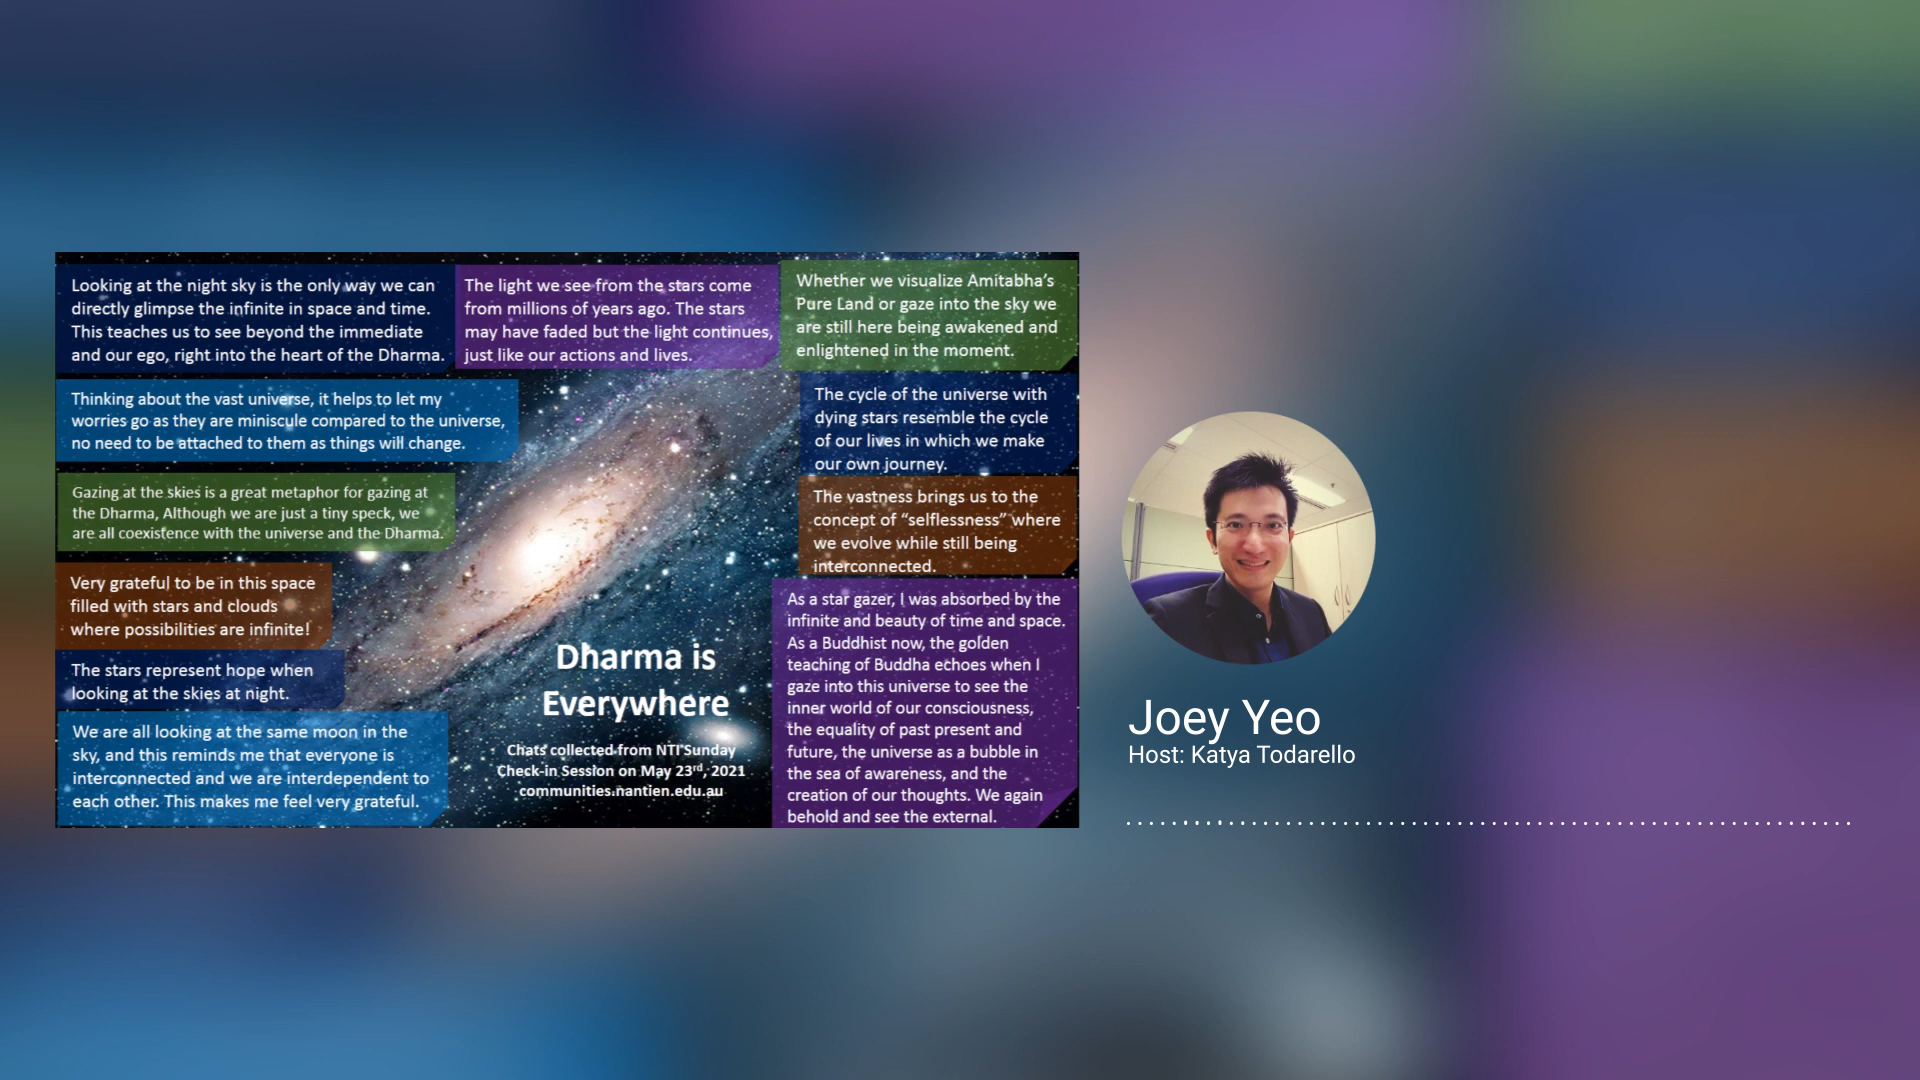 Looking at the night sky is the only way we can
directly glimpse the infinite in space and time.
This teaches us to see beyond the immediate
and our ego, right into the heart of the Dharma.
The light we see from the stars come
from millions of years ago. The stars
may have faded but the light continues,
just like our actions and lives.
Whether we visualize Amitabha's
Pure Land or gaze into the sky we
are still here being awakened and
enlightened in the moment.
Thinking about the vast universe, it helps to let my
worries go as they are miniscule compared to the universe,
no need to be attached to them as things will change.
The cycle of the universe with
dying stars resemble the cycle
of our lives in which we make
our own journey.
Gazing at the skies is a great metaphor for gazing at
the Dharma, Although we are just a tiny speck, we
are all coexistence with the universe and the Dharma.
The vastness brings us to the
concept of "selflessness" where
we evolve while still being
interconnected.
Very grateful to be in this space
filled with stars and clouds
where possibilities are infinite!
The stars represent hope when
looking at the skies at night.
We are all looking at the same moon in the
sky, and this reminds me that everyone is
interconnected and we are interdependent to
each other. This makes me feel very grateful.
Dharma is
Everywhere
Chats collected from NTI Sunday
Check-in Session on May 23rd, 2021
communities.nantien.edu.au
As a star gazer, I was absorbed by the
infinite and beauty of time and space.
As a Buddhist now, the golden
teaching of Buddha echoes when I
gaze into this universe to see the
inner world of our consciousness,
the equality of past present and
future, the universe as a bubble in
the sea of awareness, and the
creation of our thoughts. We again
behold and see the external.
Joey Yeo
Host: Katya Todarello